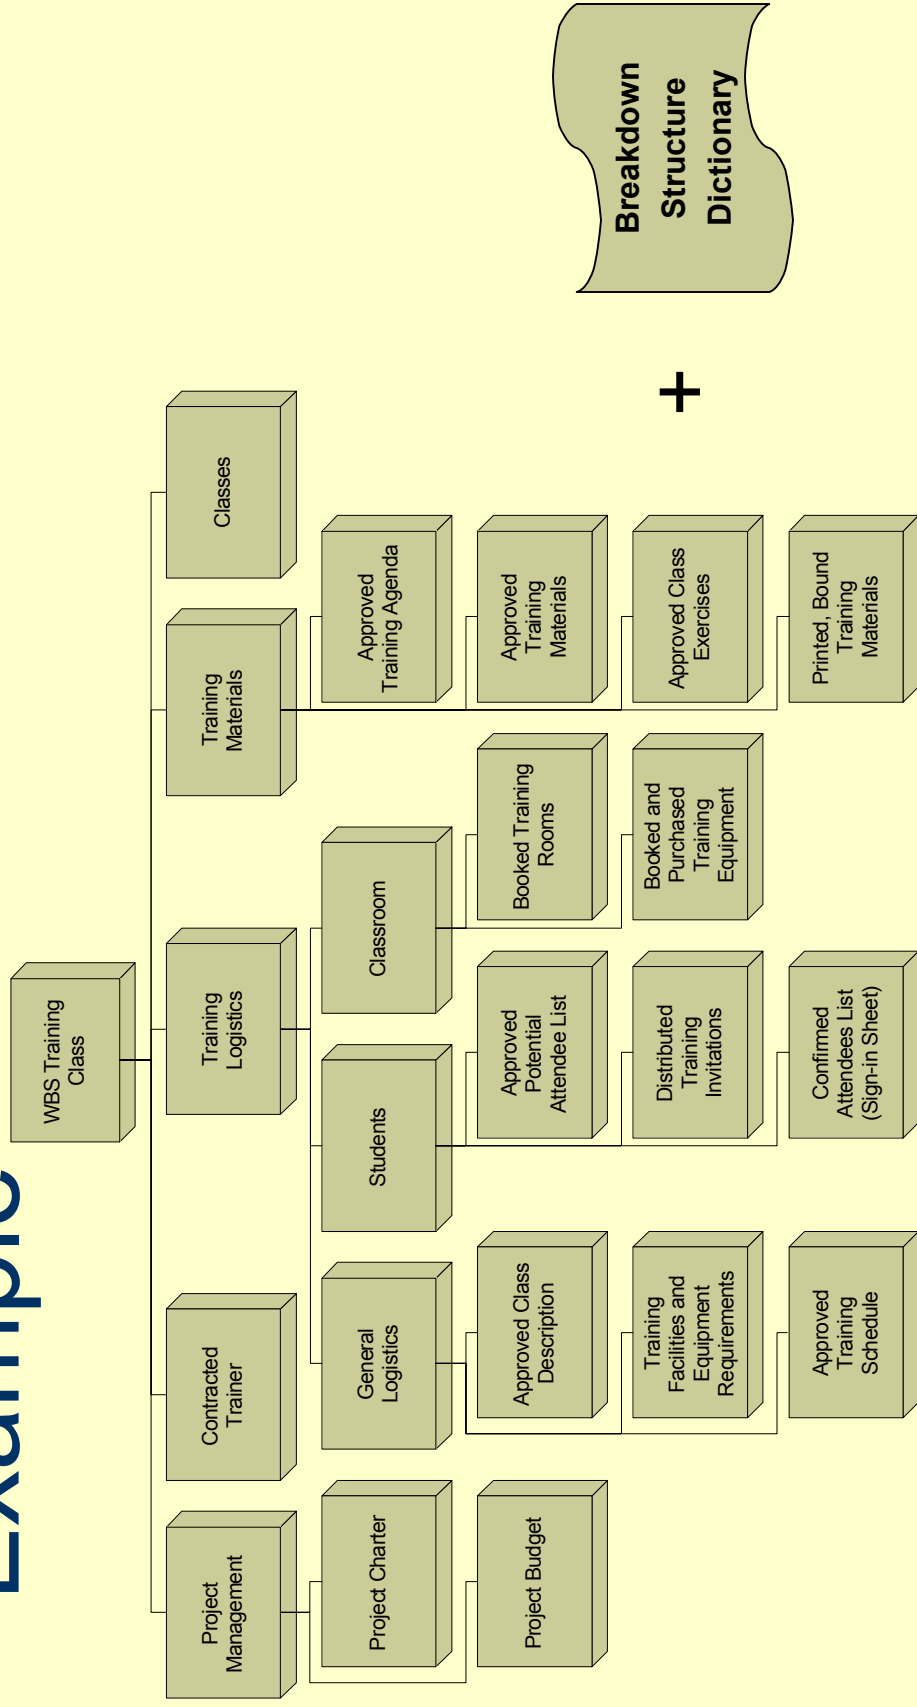 Example
WBS Training
Class
Project
Management
Contracted
Trainer
Training
Logistics
Training
Materials
Classes
Project Charter
Project Budget
General
Logistics
Approved Class
Description
Training
Facilities and
Equipment
Requirements
Approved
Training
Schedule
Students
Approved
Potential
Attendee List
Distributed
Training
Invitations
Confirmed
Attendees List
(Sign-in Sheet)
Classroom
Booked Training
Rooms
Booked and
Purchased
Training
Equipment
Approved
Training Agenda
Approved
Training
Materials
Approved Class
Exercises
Printed, Bound
Training
Materials
+
Breakdown
Structure
Dictionary